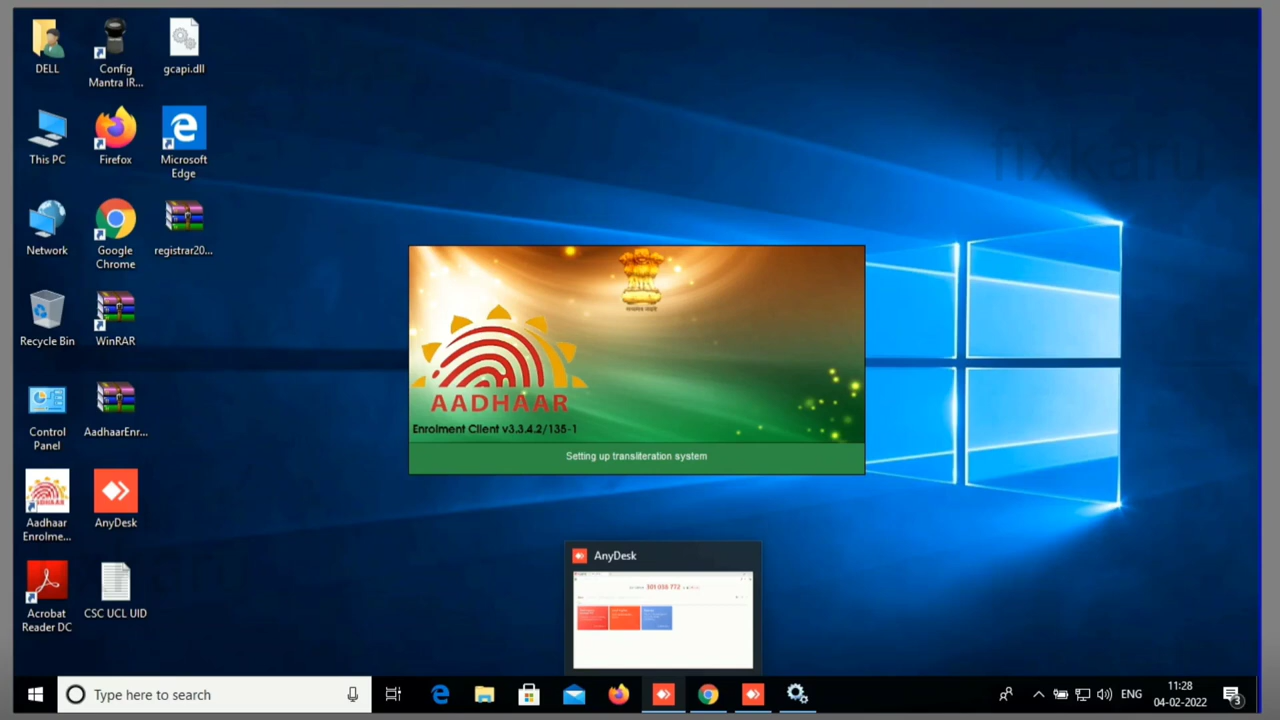 DELL
Config
Mantra IR...
gcapi.dll
This PC
Firefox
Microsoft
Edge
fixkaru
Network
Google
Chrome
registrar20...
Recycle Bin
WinRAR
Control
Panel
AadhaarEnr...
Aadhaar
Enrolme...
AnyDesk
Acrobat
Reader DC
CSC UCL UID
AADHAAR
Enrolment Client v3.3.4.2/135-1
Setting up transliteration system
AnyDesk
301 036 772
Type here to search
ENG
11:28
04-02-2022
3